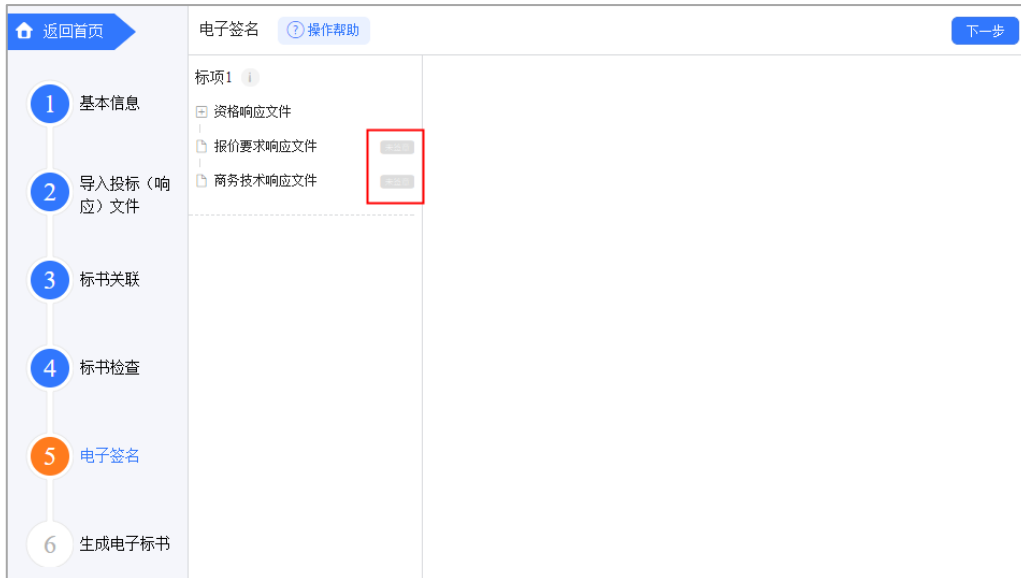 返回首页
电子签名
操作帮助
下一步
标项1
资格响应文件
报价要求响应文件
商务技术响应文件
1
基本信息
2
导入投标（响
应）文件
3
标书关联
4
标书检查
5
电子签名
6
生成电子标书